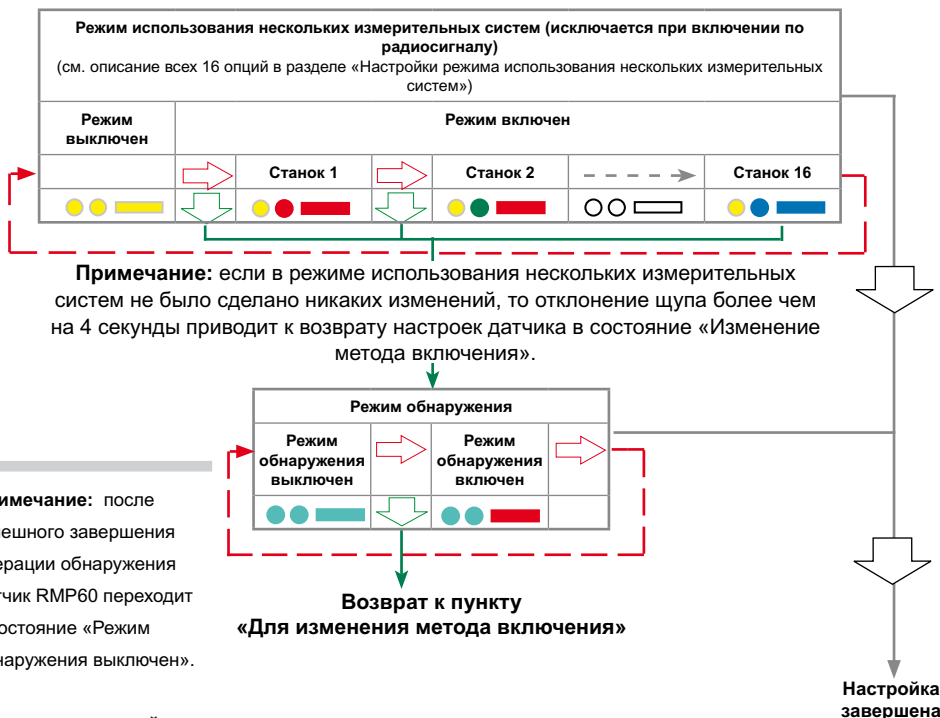 Режим использования нескольких измерительных систем (исключается при включении по
радиосигналу)
(см. описание всех 16 опций в разделе «Настройки режима использования нескольких измерительных
систем»)
Режим
выключен
Режим включен
Станок 1
Станок 2
Станок 16
Примечание: если в режиме использования нескольких измерительных
систем не было сделано никаких изменений, то отклонение щупа более чем
на 4 секунды приводит к возврату настроек датчика в состояние «Изменение
метода включения».
Режим обнаружения
Режим
обнаружения
выключен
Режим
обнаружения
включен
имечание: после
пешного завершения
ерации обнаружения
тчик RMP60 переходит
остояние «Режим
наружения выключен».
Возврат к пункту
«Для изменения метода включения»
Настройка
завершена